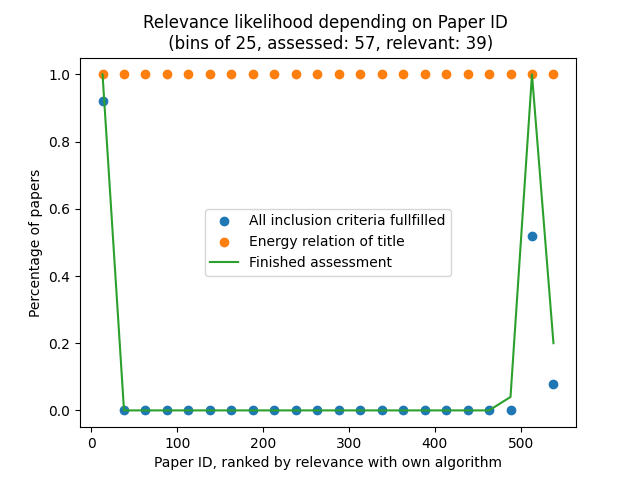 Relevance likelihood depending on Paper ID
(bins of 25, assessed: 57, relevant: 39)
1.0
0.8
0.6
0.4
0.2
0.0
Percentage of papers
All inclusion criteria fullfilled
Energy relation of title
Finished assessment
0 100 200 300 400 500
Paper ID, ranked by relevance with own algorithm